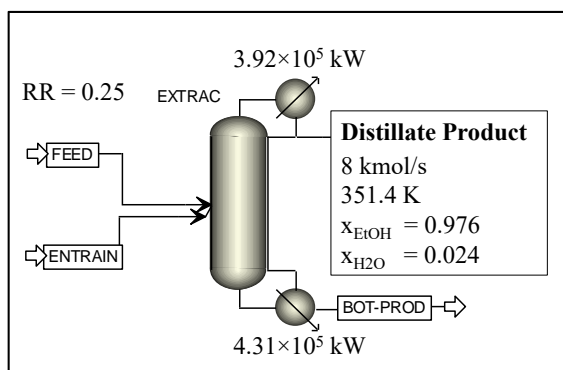 3.92×10⁵ kW
RR = 0.25
EXTRAC
Distillate Product
8 kmol/s
351.4 K
x_EtOH = 0.976
x_H2O = 0.024
FEED
ENTRAIN
BOT-PROD
4.31×10⁵ kW